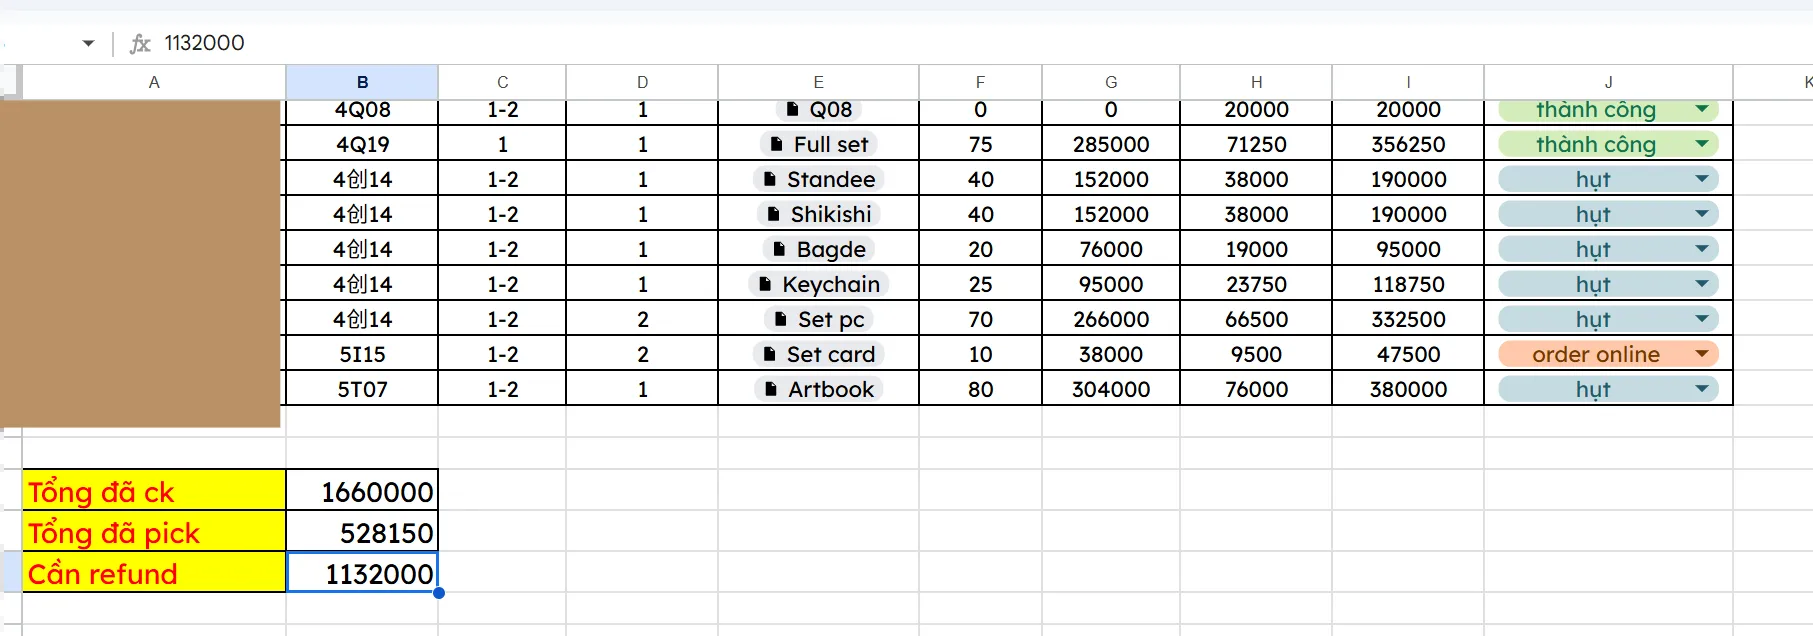 fx 1132000
A B C D E F G H I J K
4Q08 1-2 1 Q08 0 0 20000 20000 thành công
4Q19 1 1 Full set 75 285000 71250 356250 thành công
4创14 1-2 1 Standee 40 152000 38000 190000 hụt
4创14 1-2 1 Shikishi 40 152000 38000 190000 hụt
4创14 1-2 1 Bagde 20 76000 19000 95000 hụt
4创14 1-2 1 Keychain 25 95000 23750 118750 hụt
4创14 1-2 2 Set pc 70 266000 66500 332500 hụt
5I15 1-2 2 Set card 10 38000 9500 47500 order online
5T07 1-2 1 Artbook 80 304000 76000 380000 hụt
Tổng đã ck 1660000
Tổng đã pick 528150
Cần refund 1132000